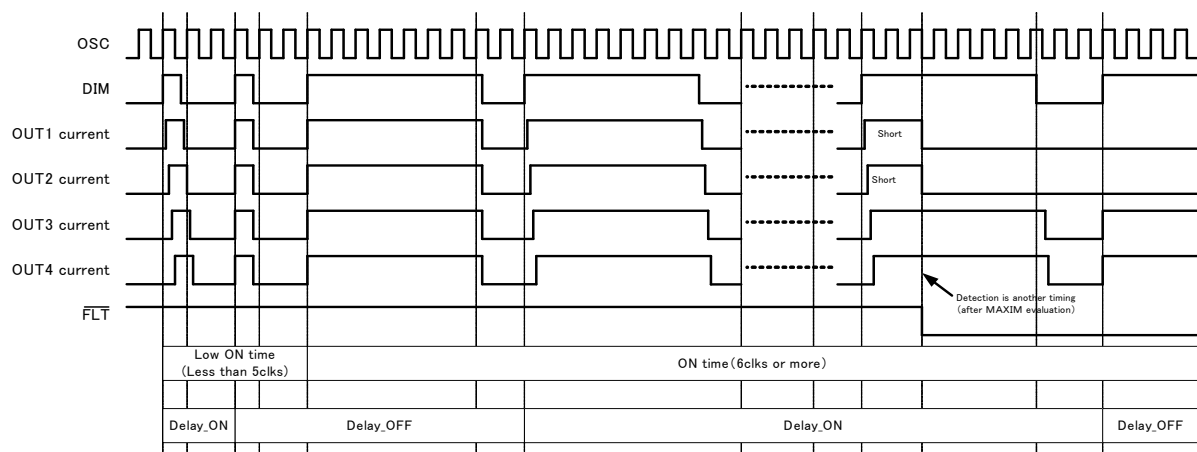 OSC
DIM
OUT1 current
Short
OUT2 current
Short
OUT3 current
OUT4 current
Detection is another timing
(after MAXIM evaluation)
FLT
Low ON time
(Less than 5clks)
ON time(6clks or more)
Delay_ON
Delay_OFF
Delay_ON
Delay_OFF